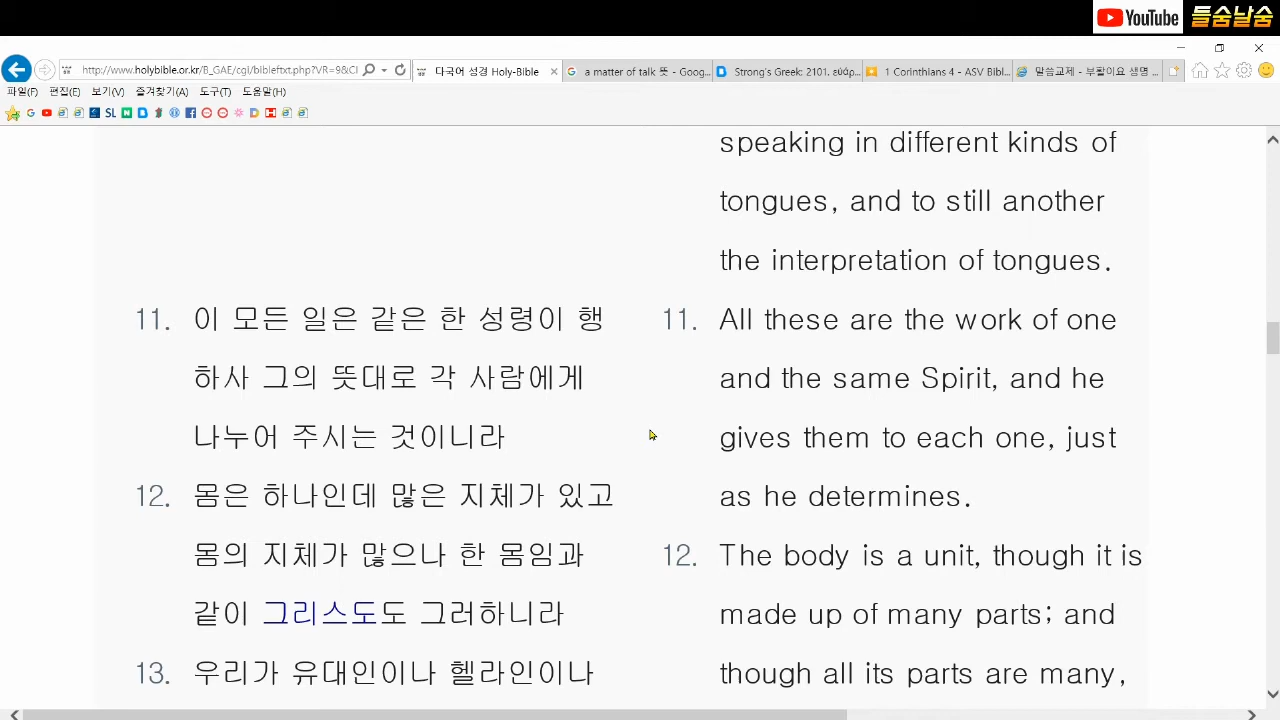 YouTube 들숨날숨
http://www.holybible.or.kr/B_GAE/cgi/bibleftxt.php?VR=9&CI
다국어 성경 Holy-Bible
a matter of talk 뜻 - Goog...
Strong's Greek: 2101. εὐάρ...
1 Corinthians 4 - ASV Bibl...
말씀교제 - 부활이요 생명 ...
파일(F) 편집(E) 보기(V) 즐겨찾기(A) 도구(T) 도움말(H)
speaking in different kinds of
tongues, and to still another
the interpretation of tongues.
11. 이 모든 일은 같은 한 성령이 행
하사 그의 뜻대로 각 사람에게
나누어 주시는 것이니라
12. 몸은 하나인데 많은 지체가 있고
몸의 지체가 많으나 한 몸임과
같이 그리스도도 그러하니라
13. 우리가 유대인이나 헬라인이나
11. All these are the work of one
and the same Spirit, and he
gives them to each one, just
as he determines.
12. The body is a unit, though it is
made up of many parts; and
though all its parts are many,